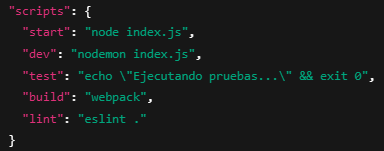 "scripts": {
"start": "node index.js",
"dev": "nodemon index.js",
"test": "echo \"Ejecutando pruebas...\" && exit 0",
"build": "webpack",
"lint": "eslint ."
}